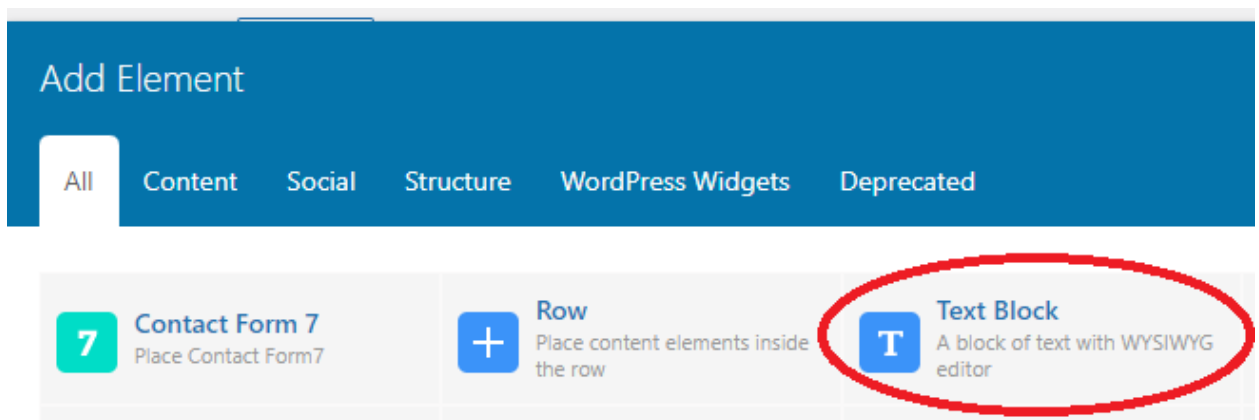 Add Element
All Content Social Structure WordPress Widgets Deprecated
7 Contact Form 7
Place Contact Form7
Row
Place content elements inside
the row
T Text Block
A block of text with WYSIWYG
editor